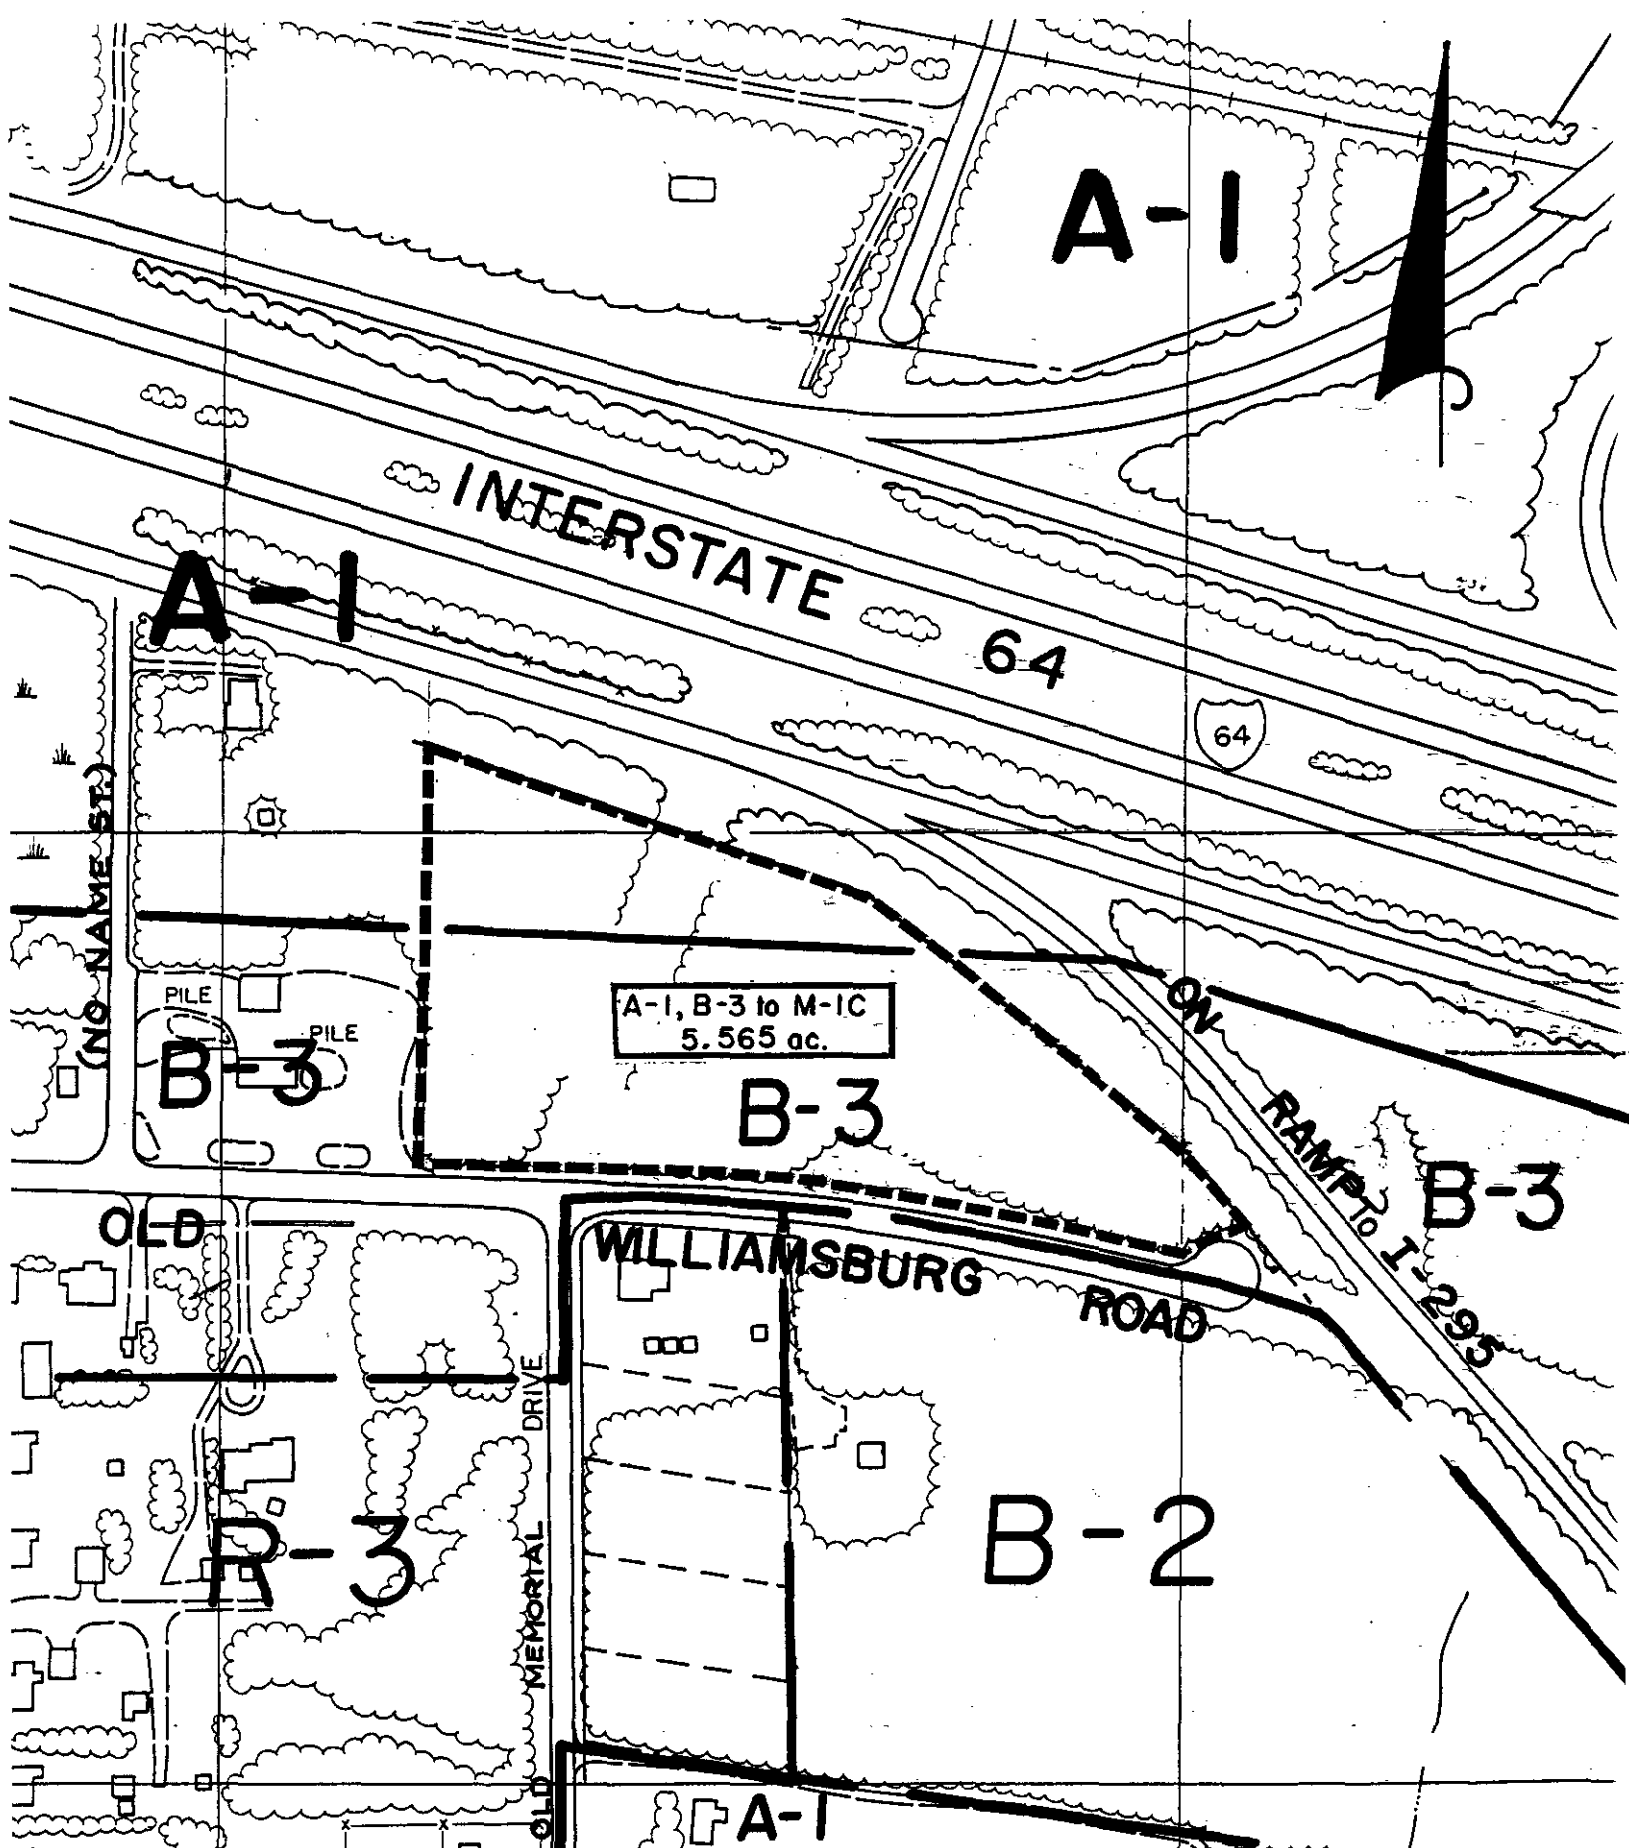 A-1
INTERSTATE 64
A-1
64
(NO NAME ST.)
PILE
PILE
A-1, B-3 to M-1C
5.565 ac.
ON RAMP TO I-295
B-3
B-3
B-3
OLD WILLIAMSBURG ROAD
OLD MEMORIAL DRIVE
B-2
R-3
A-1